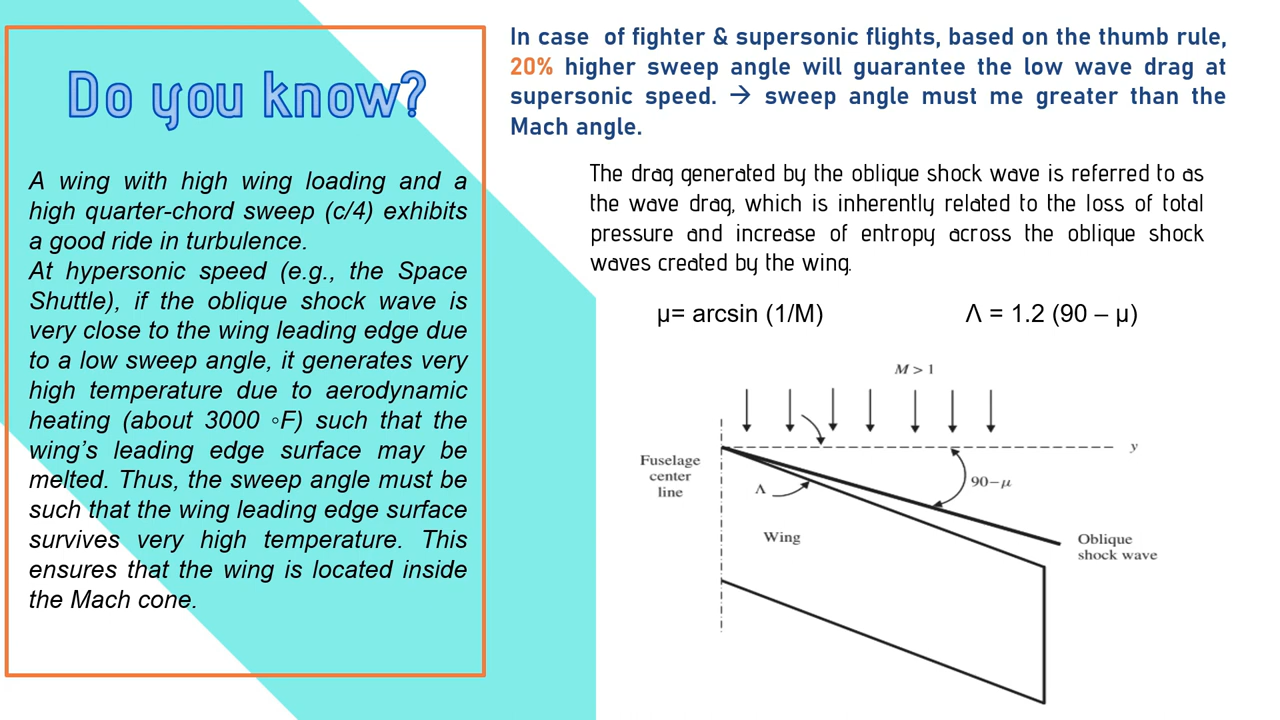 Do you know?
A wing with high wing loading and a
high quarter-chord sweep (c/4) exhibits
a good ride in turbulence.
At hypersonic speed (e.g., the Space
Shuttle), if the oblique shock wave is
very close to the wing leading edge due
to a low sweep angle, it generates very
high temperature due to aerodynamic
heating (about 3000 ◦F) such that the
wing’s leading edge surface may be
melted. Thus, the sweep angle must be
such that the wing leading edge surface
survives very high temperature. This
ensures that the wing is located inside
the Mach cone.
In case of fighter & supersonic flights, based on the thumb rule,
20% higher sweep angle will guarantee the low wave drag at
supersonic speed. → sweep angle must me greater than the
Mach angle.
The drag generated by the oblique shock wave is referred to as
the wave drag, which is inherently related to the loss of total
pressure and increase of entropy across the oblique shock
waves created by the wing.
μ= arcsin (1/M)
Λ = 1.2 (90 – μ)
M > 1
y
Fuselage
center
line
Λ
90−μ
Wing
Oblique
shock wave